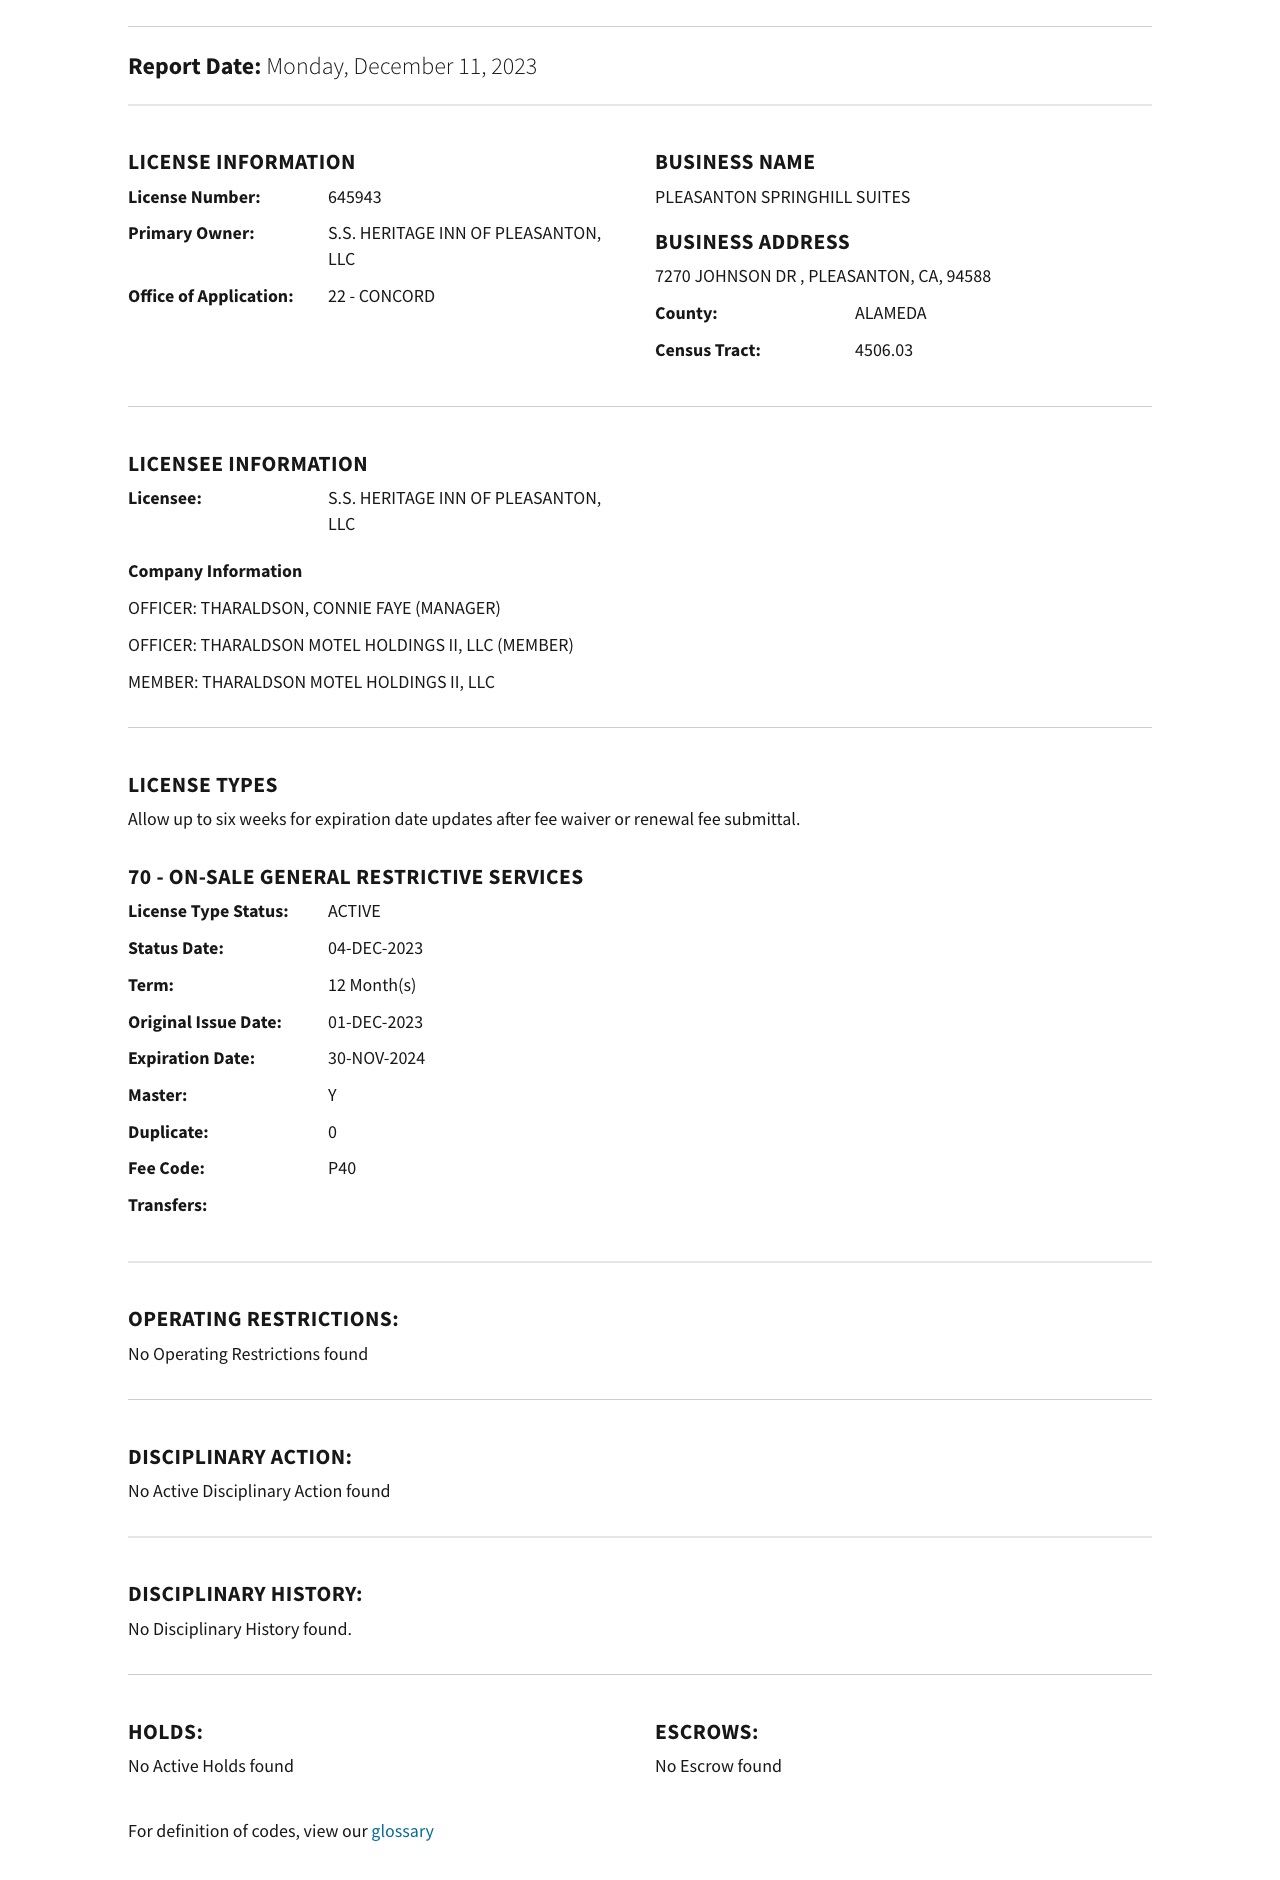 Report Date: Monday, December 11, 2023
LICENSE INFORMATION
License Number: 645943
Primary Owner: S.S. HERITAGE INN OF PLEASANTON,
LLC
Office of Application: 22 - CONCORD
BUSINESS NAME
PLEASANTON SPRINGHILL SUITES
BUSINESS ADDRESS
7270 JOHNSON DR , PLEASANTON, CA, 94588
County: ALAMEDA
Census Tract: 4506.03
LICENSEE INFORMATION
Licensee: S.S. HERITAGE INN OF PLEASANTON,
LLC
Company Information
OFFICER: THARALDSON, CONNIE FAYE (MANAGER)
OFFICER: THARALDSON MOTEL HOLDINGS II, LLC (MEMBER)
MEMBER: THARALDSON MOTEL HOLDINGS II, LLC
LICENSE TYPES
Allow up to six weeks for expiration date updates after fee waiver or renewal fee submittal.
70 - ON-SALE GENERAL RESTRICTIVE SERVICES
License Type Status: ACTIVE
Status Date: 04-DEC-2023
Term: 12 Month(s)
Original Issue Date: 01-DEC-2023
Expiration Date: 30-NOV-2024
Master: Y
Duplicate: 0
Fee Code: P40
Transfers:
OPERATING RESTRICTIONS:
No Operating Restrictions found
DISCIPLINARY ACTION:
No Active Disciplinary Action found
DISCIPLINARY HISTORY:
No Disciplinary History found.
HOLDS:
No Active Holds found
ESCROWS:
No Escrow found
For definition of codes, view our glossary